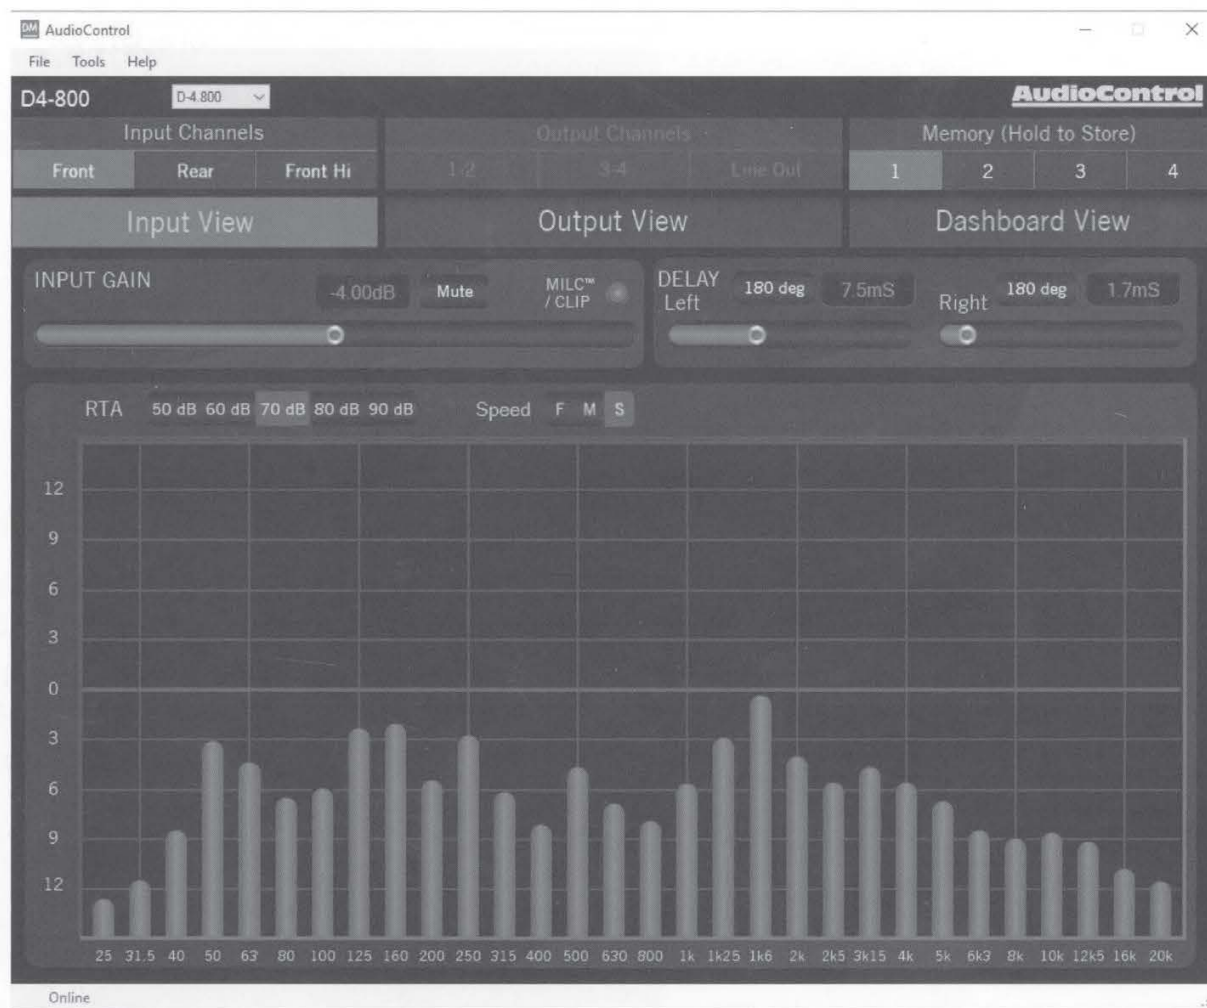 DM AudioControl
File Tools Help
D4-800 D-4.800 AudioControl
Input Channels Output Channels Memory (Hold to Store)
Front Rear Front Hi 1-2 3-4 Line Out 1 2 3 4
Input View Output View Dashboard View
INPUT GAIN -4.00dB Mute MILC™ / CLIP DELAY Left 180 deg 7.5mS Right 180 deg 1.7mS
RTA 50 dB 60 dB 70 dB 80 dB 90 dB Speed F M S
12
9
6
3
0
3
6
9
12
25 31.5 40 50 63 80 100 125 160 200 250 315 400 500 630 800 1k 1k25 1k6 2k 2k5 3k15 4k 5k 6k3 8k 10k 12k5 16k 20k
Online